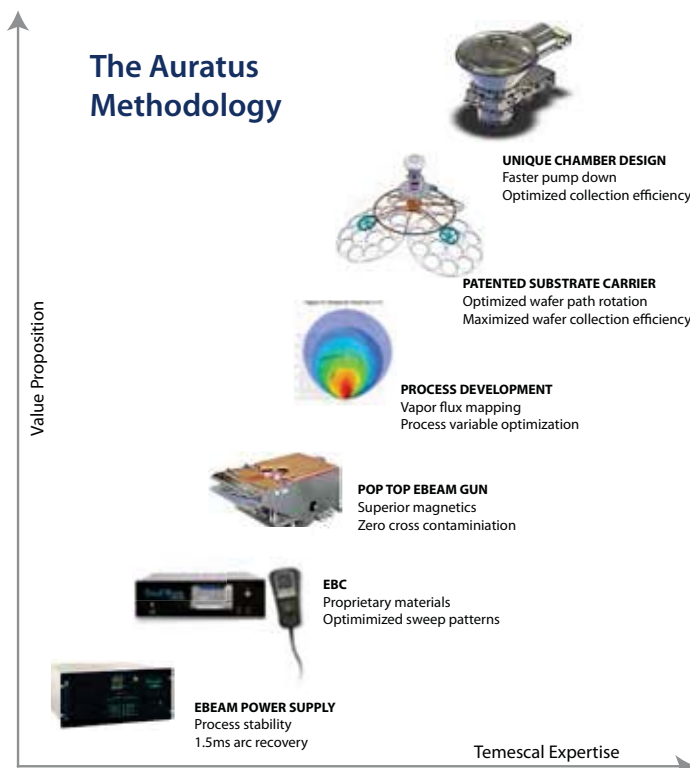 The Auratus
Methodology
UNIQUE CHAMBER DESIGN
Faster pump down
Optimized collection efficiency
PATENTED SUBSTRATE CARRIER
Optimized wafer path rotation
Maximized wafer collection efficiency
PROCESS DEVELOPMENT
Vapor flux mapping
Process variable optimization
POP TOP EBEAM GUN
Superior magnetics
Zero cross contaminiation
EBC
Proprietary materials
Optimimized sweep patterns
EBEAM POWER SUPPLY
Process stability
1.5ms arc recovery
Value Proposition
Temescal Expertise